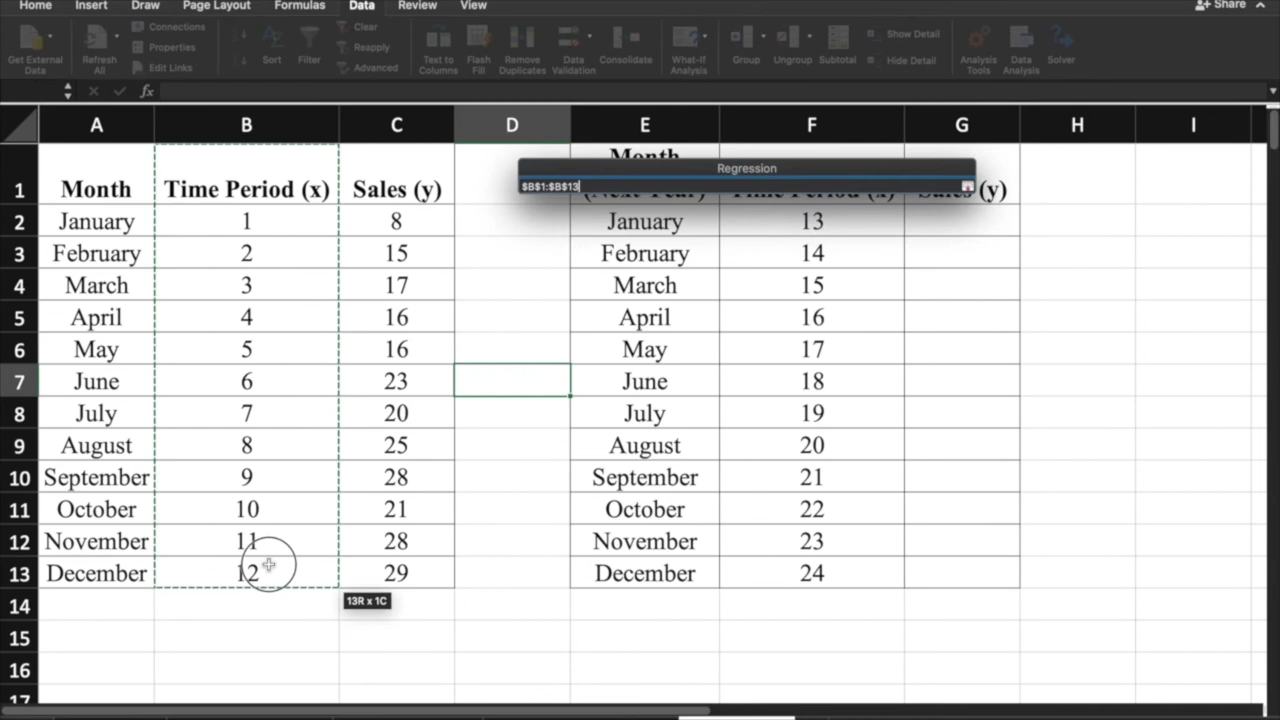 Home Insert Draw Page Layout Formulas Data Review View Share
Get External Data
Refresh All
Connections
Properties
Edit Links
Sort
Filter
Clear
Reapply
Advanced
Text to Columns
Flash Fill
Remove Duplicates
Data Validation
Consolidate
What-If Analysis
Group
Ungroup
Subtotal
Show Detail
Hide Detail
Analysis Tools
Data Analysis
Solver
fx
A B C D E F G H I
Regression
$B$1:$B$13
Month
1 Month Time Period (x) Sales (y) (Next Year) Time Period (x) Sales (y)
2 January 1 8 January 13
3 February 2 15 February 14
4 March 3 17 March 15
5 April 4 16 April 16
6 May 5 16 May 17
7 June 6 23 June 18
8 July 7 20 July 19
9 August 8 25 August 20
10 September 9 28 September 21
11 October 10 21 October 22
12 November 11 28 November 23
13 December 12 29 December 24
13R x 1C
14
15
16
17